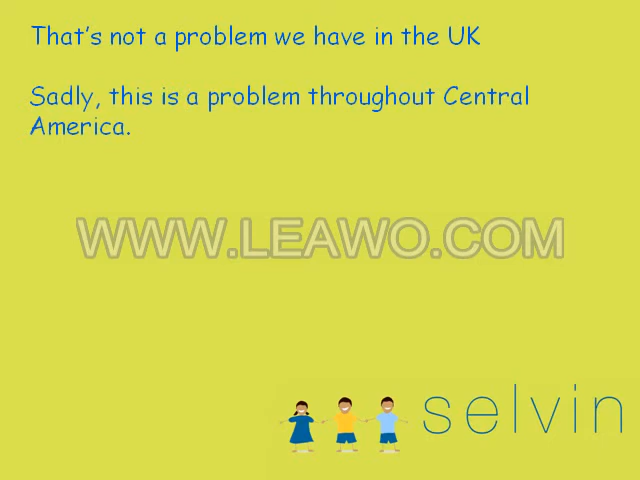 That's not a problem we have in the UK
Sadly, this is a problem throughout Central
America.
WWW.LEAWO.COM
selvin